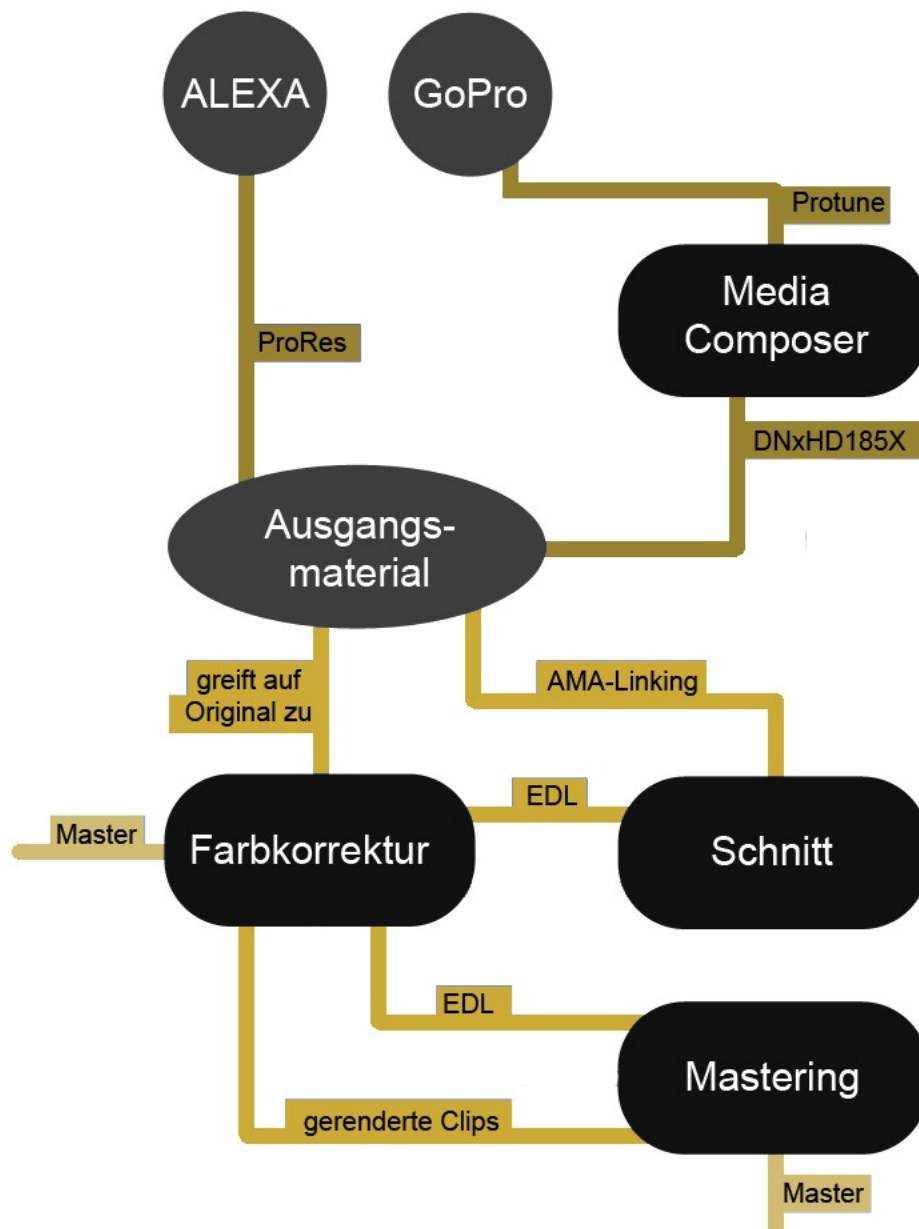 ALEXA
GoPro
Protune
Media
Composer
ProRes
DNxHD185X
Ausgangs-
material
greift auf
Original zu
AMA-Linking
Master
Farbkorrektur
EDL
Schnitt
EDL
Mastering
gerenderte Clips
Master